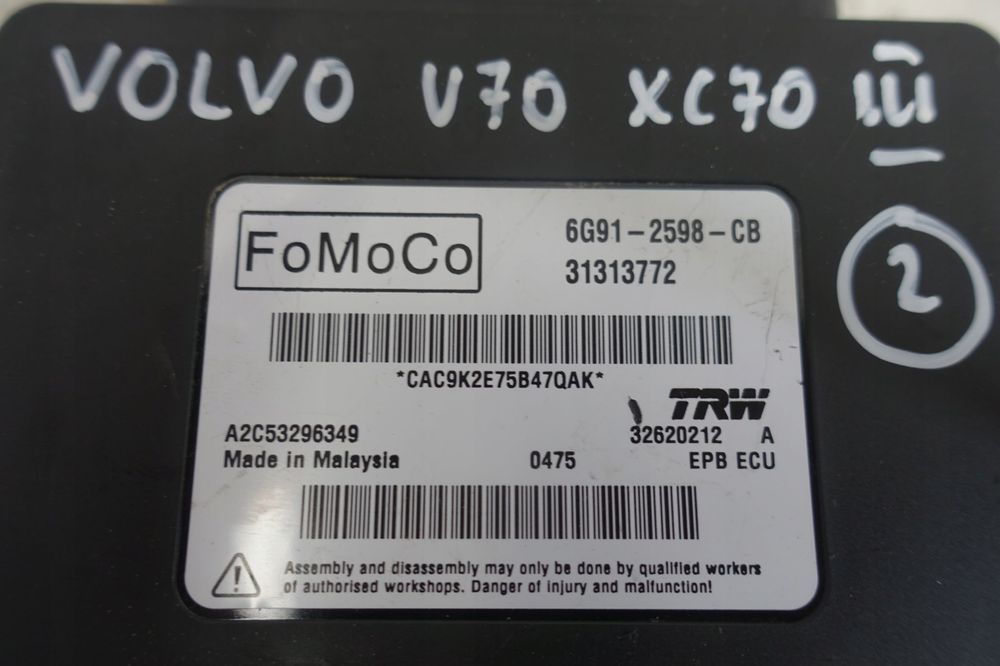 VOLVO V70 XC70 III
2
FoMoCo
6G91-2598-CB
31313772
*CAC9K2E75B47QAK*
TRW
A2C53296349
32620212 A
Made in Malaysia 0475 EPB ECU
Assembly and disassembly may only be done by qualified workers
of authorised workshops. Danger of injury and malfunction!